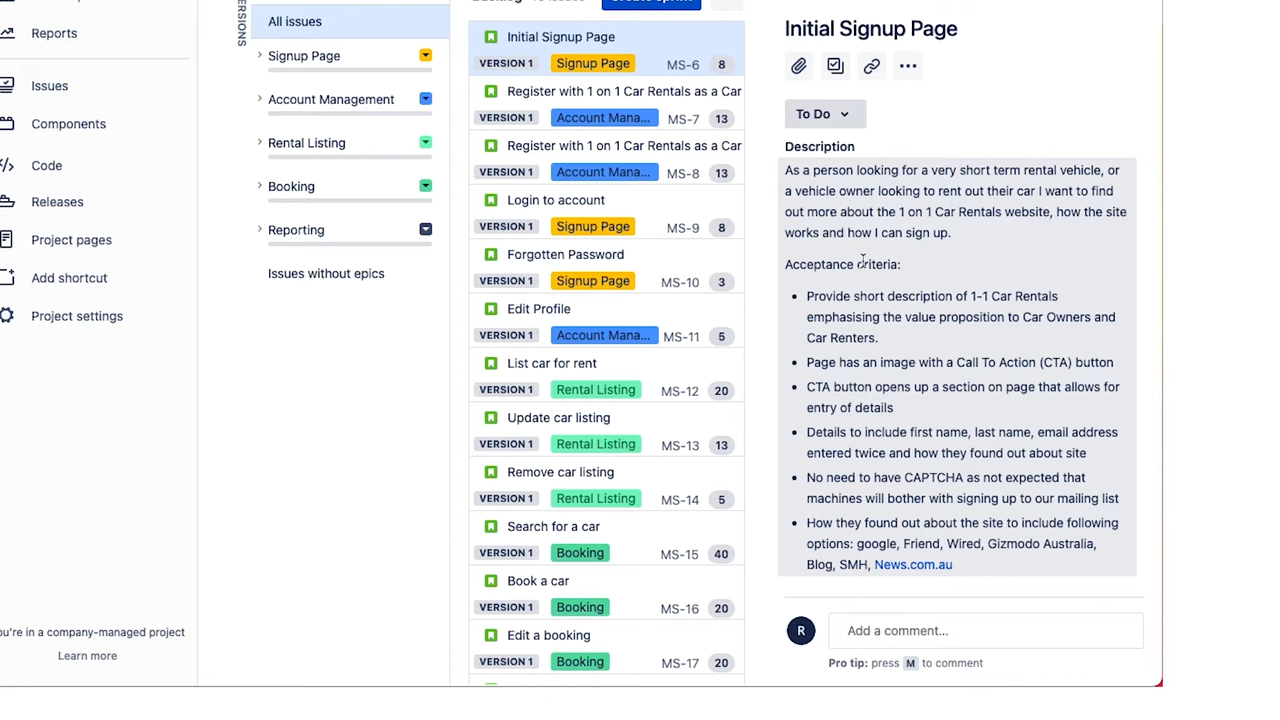 Reports
Issues
Components
Code
Releases
Project pages
Add shortcut
Project settings
You're in a company-managed project
Learn more
VERSIONS
All issues
Signup Page
Account Management
Rental Listing
Booking
Reporting
Issues without epics
Initial Signup Page
VERSION 1 Signup Page MS-6 8
Register with 1 on 1 Car Rentals as a Car
VERSION 1 Account Mana... MS-7 13
Register with 1 on 1 Car Rentals as a Car
VERSION 1 Account Mana... MS-8 13
Login to account
VERSION 1 Signup Page MS-9 8
Forgotten Password
VERSION 1 Signup Page MS-10 3
Edit Profile
VERSION 1 Account Mana... MS-11 5
List car for rent
VERSION 1 Rental Listing MS-12 20
Update car listing
VERSION 1 Rental Listing MS-13 13
Remove car listing
VERSION 1 Rental Listing MS-14 5
Search for a car
VERSION 1 Booking MS-15 40
Book a car
VERSION 1 Booking MS-16 20
Edit a booking
VERSION 1 Booking MS-17 20
Initial Signup Page
To Do
Description
As a person looking for a very short term rental vehicle, or
a vehicle owner looking to rent out their car I want to find
out more about the 1 on 1 Car Rentals website, how the site
works and how I can sign up.
Acceptance criteria:
• Provide short description of 1-1 Car Rentals
emphasising the value proposition to Car Owners and
Car Renters.
• Page has an image with a Call To Action (CTA) button
• CTA button opens up a section on page that allows for
entry of details
• Details to include first name, last name, email address
entered twice and how they found out about site
• No need to have CAPTCHA as not expected that
machines will bother with signing up to our mailing list
• How they found out about the site to include following
options: google, Friend, Wired, Gizmodo Australia,
Blog, SMH, News.com.au
R
Add a comment...
Pro tip: press M to comment